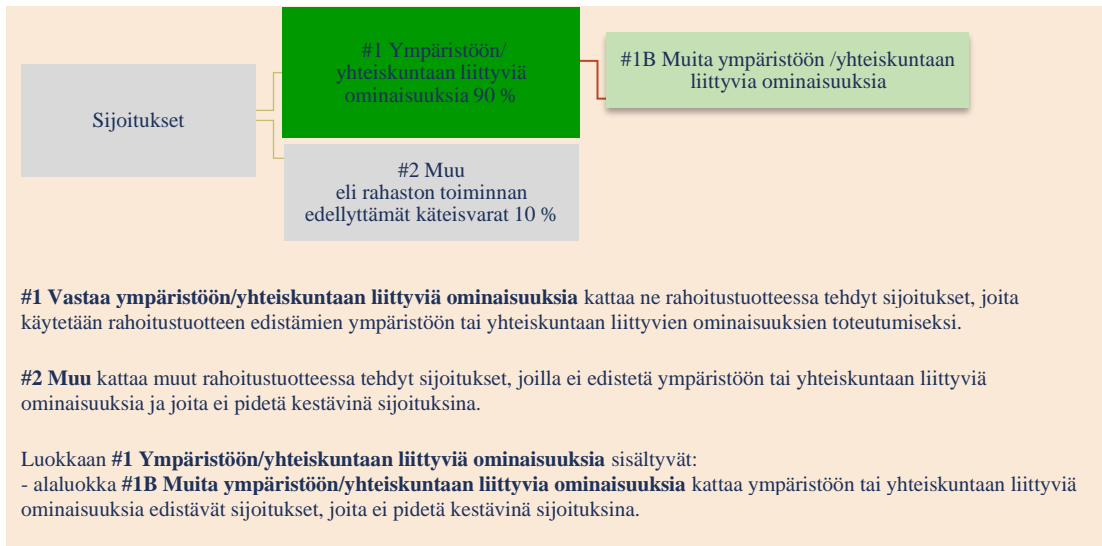 Sijoitukset
#1 Ympäristöön/
yhteiskuntaan liittyviä
ominaisuuksia 90 %
#1B Muita ympäristöön /yhteiskuntaan
liittyvia ominaisuuksia
#2 Muu
eli rahaston toiminnan
edellyttämät käteisvarat 10 %
#1 Vastaa ympäristöön/yhteiskuntaan liittyviä ominaisuuksia kattaa ne rahoitustuotteessa tehdyt sijoitukset, joita
käytetään rahoitustuotteen edistämien ympäristöön tai yhteiskuntaan liittyvien ominaisuuksien toteutumiseksi.
#2 Muu kattaa muut rahoitustuotteessa tehdyt sijoitukset, joilla ei edistetä ympäristöön tai yhteiskuntaan liittyviä
ominaisuuksia ja joita ei pidetä kestävinä sijoituksina.
Luokkaan #1 Ympäristöön/yhteiskuntaan liittyviä ominaisuuksia sisältyvät:
- alaluokka #1B Muita ympäristöön/yhteiskuntaan liittyvia ominaisuuksia kattaa ympäristöön tai yhteiskuntaan liittyviä
ominaisuuksia edistävät sijoitukset, joita ei pidetä kestävinä sijoituksina.